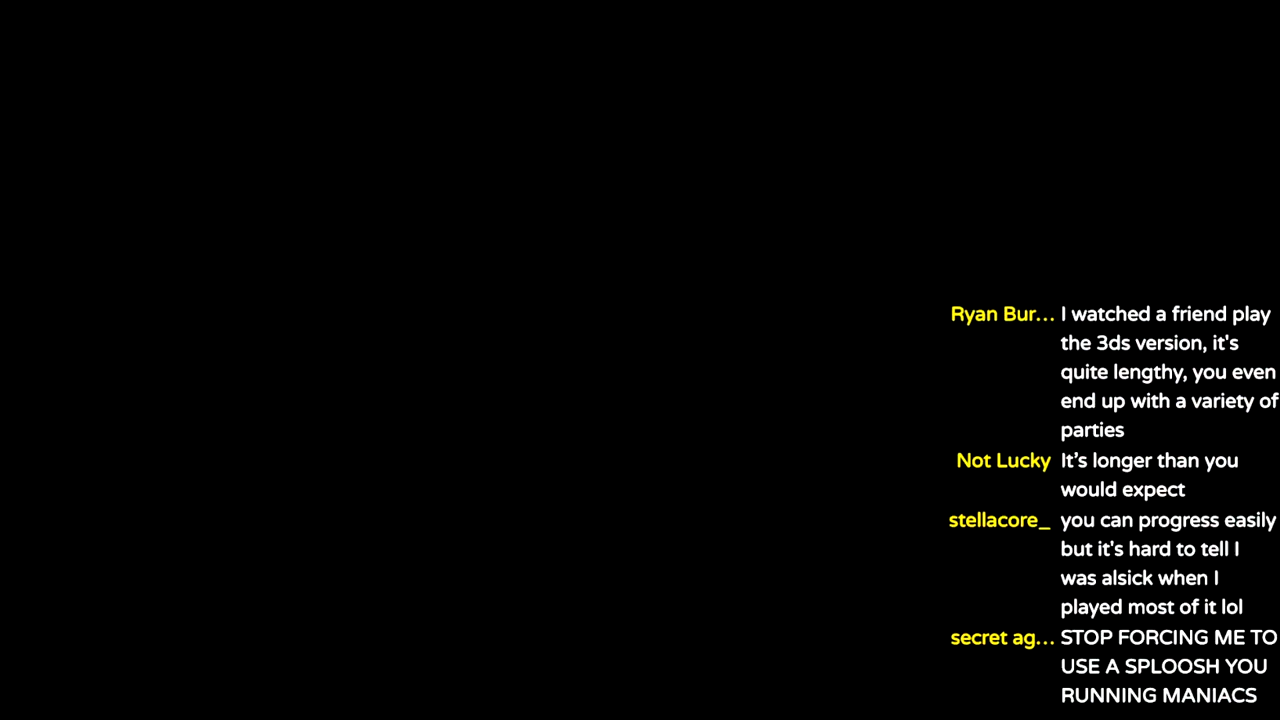 Ryan Bur... I watched a friend play
the 3ds version, it's
quite lengthy, you even
end up with a variety of
parties
Not Lucky It’s longer than you
would expect
stellacore_ you can progress easily
but it's hard to tell I
was alsick when I
played most of it lol
secret ag... STOP FORCING ME TO
USE A SPLOOSH YOU
RUNNING MANIACS